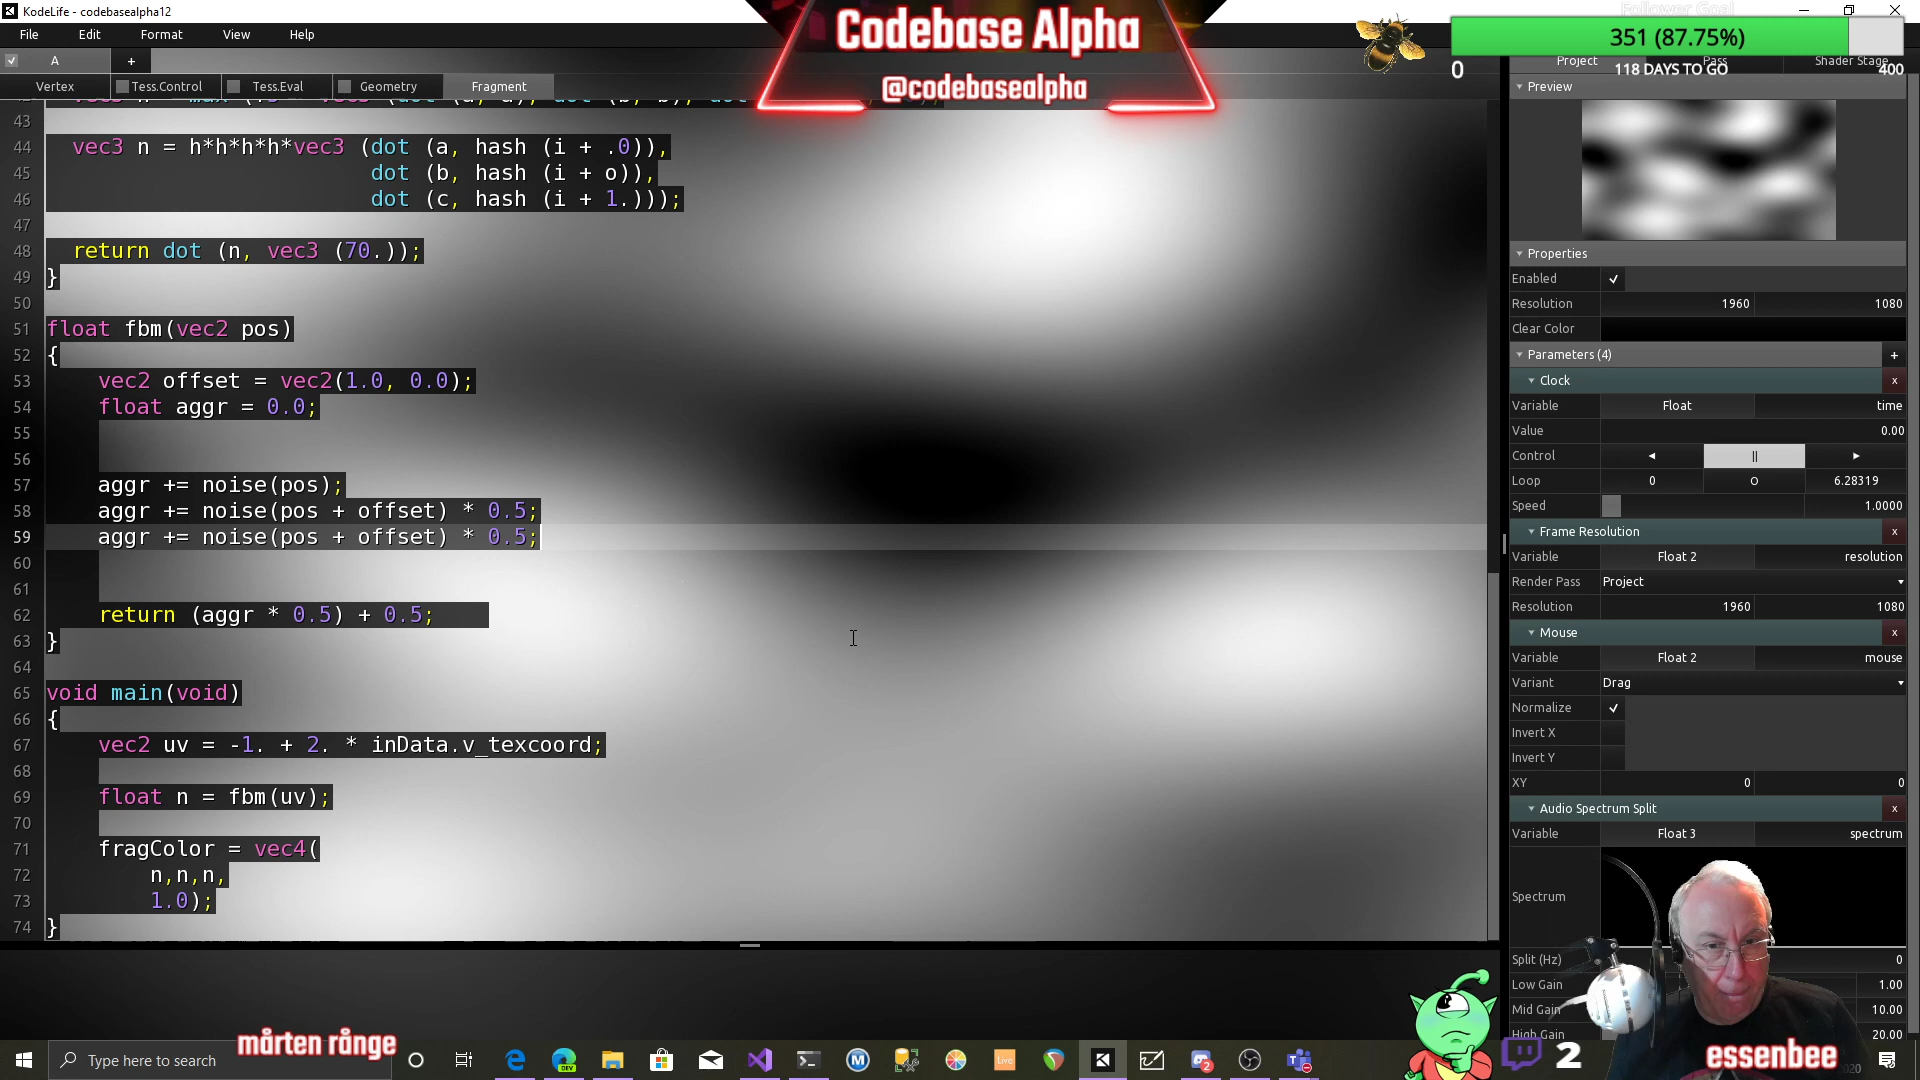 KodeLife - codebasealpha12
File Edit Format View Help
Codebase Alpha
@codebasealpha
Follower Goal
351 (87.75%)
0
118 DAYS TO GO
400
A +
Project Pass Shader Stage
Vertex Tess.Control Tess.Eval Geometry Fragment
43
44 vec3 n = h*h*h*h*vec3 (dot (a, hash (i + .0)),
45 dot (b, hash (i + o)),
46 dot (c, hash (i + 1.)));
47
48 return dot (n, vec3 (70.));
49 }
50
51 float fbm(vec2 pos)
52 {
53 vec2 offset = vec2(1.0, 0.0);
54 float aggr = 0.0;
55
56
57 aggr += noise(pos);
58 aggr += noise(pos + offset) * 0.5;
59 aggr += noise(pos + offset) * 0.5;
60
61
62 return (aggr * 0.5) + 0.5;
63 }
64
65 void main(void)
66 {
67 vec2 uv = -1. + 2. * inData.v_texcoord;
68
69 float n = fbm(uv);
70
71 fragColor = vec4(
72 n,n,n,
73 1.0);
74 }
Preview
Properties
Enabled
Resolution 1960 1080
Clear Color
Parameters (4) +
Clock x
Variable Float time
Value 0.00
Control
Loop 0 O 6.28319
Speed 1.0000
Frame Resolution x
Variable Float 2 resolution
Render Pass Project
Resolution 1960 1080
Mouse x
Variable Float 2 mouse
Variant Drag
Normalize
Invert X
Invert Y
XY 0 0
Audio Spectrum Split x
Variable Float 3 spectrum
Spectrum
Split (Hz) 0
Low Gain 1.00
Mid Gain 10.00
High Gain 20.00
mårten rånge
Type here to search
DEV
live
2
2
essenbee